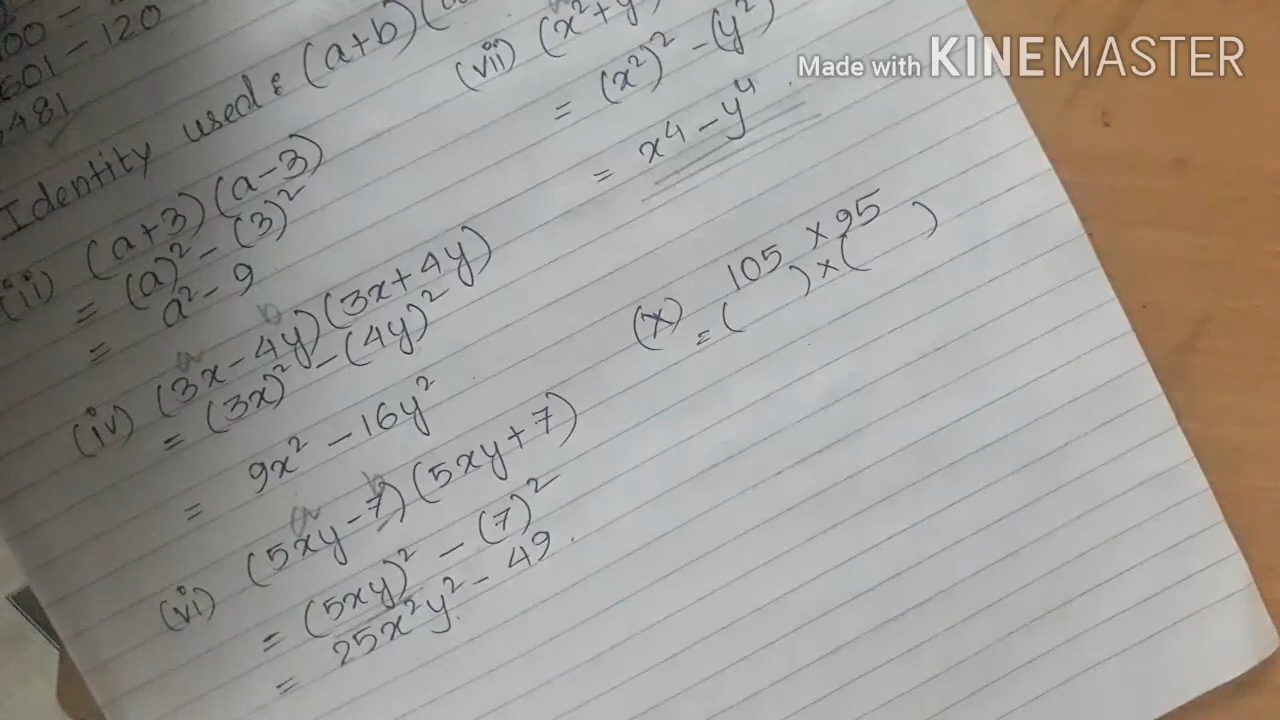 00 -
601 - 120
481
Identity used : (a+b)(
(ii) (a+3)(a-3)
= (a)² - (3)²
= a² - 9
a b
(iv) (3x - 4y)(3x + 4y)
= (3x)² - (4y)²
= 9x² - 16y²
a b
(vi) (5xy - 7)(5xy + 7)
= (5xy)² - (7)²
= 25x²y² - 49.
(vii) (x² + y
= (x²)² - (y²)
= x⁴ - y⁴.
(x) 105 × 95
= ( ) × ( )
Made with KINEMASTER